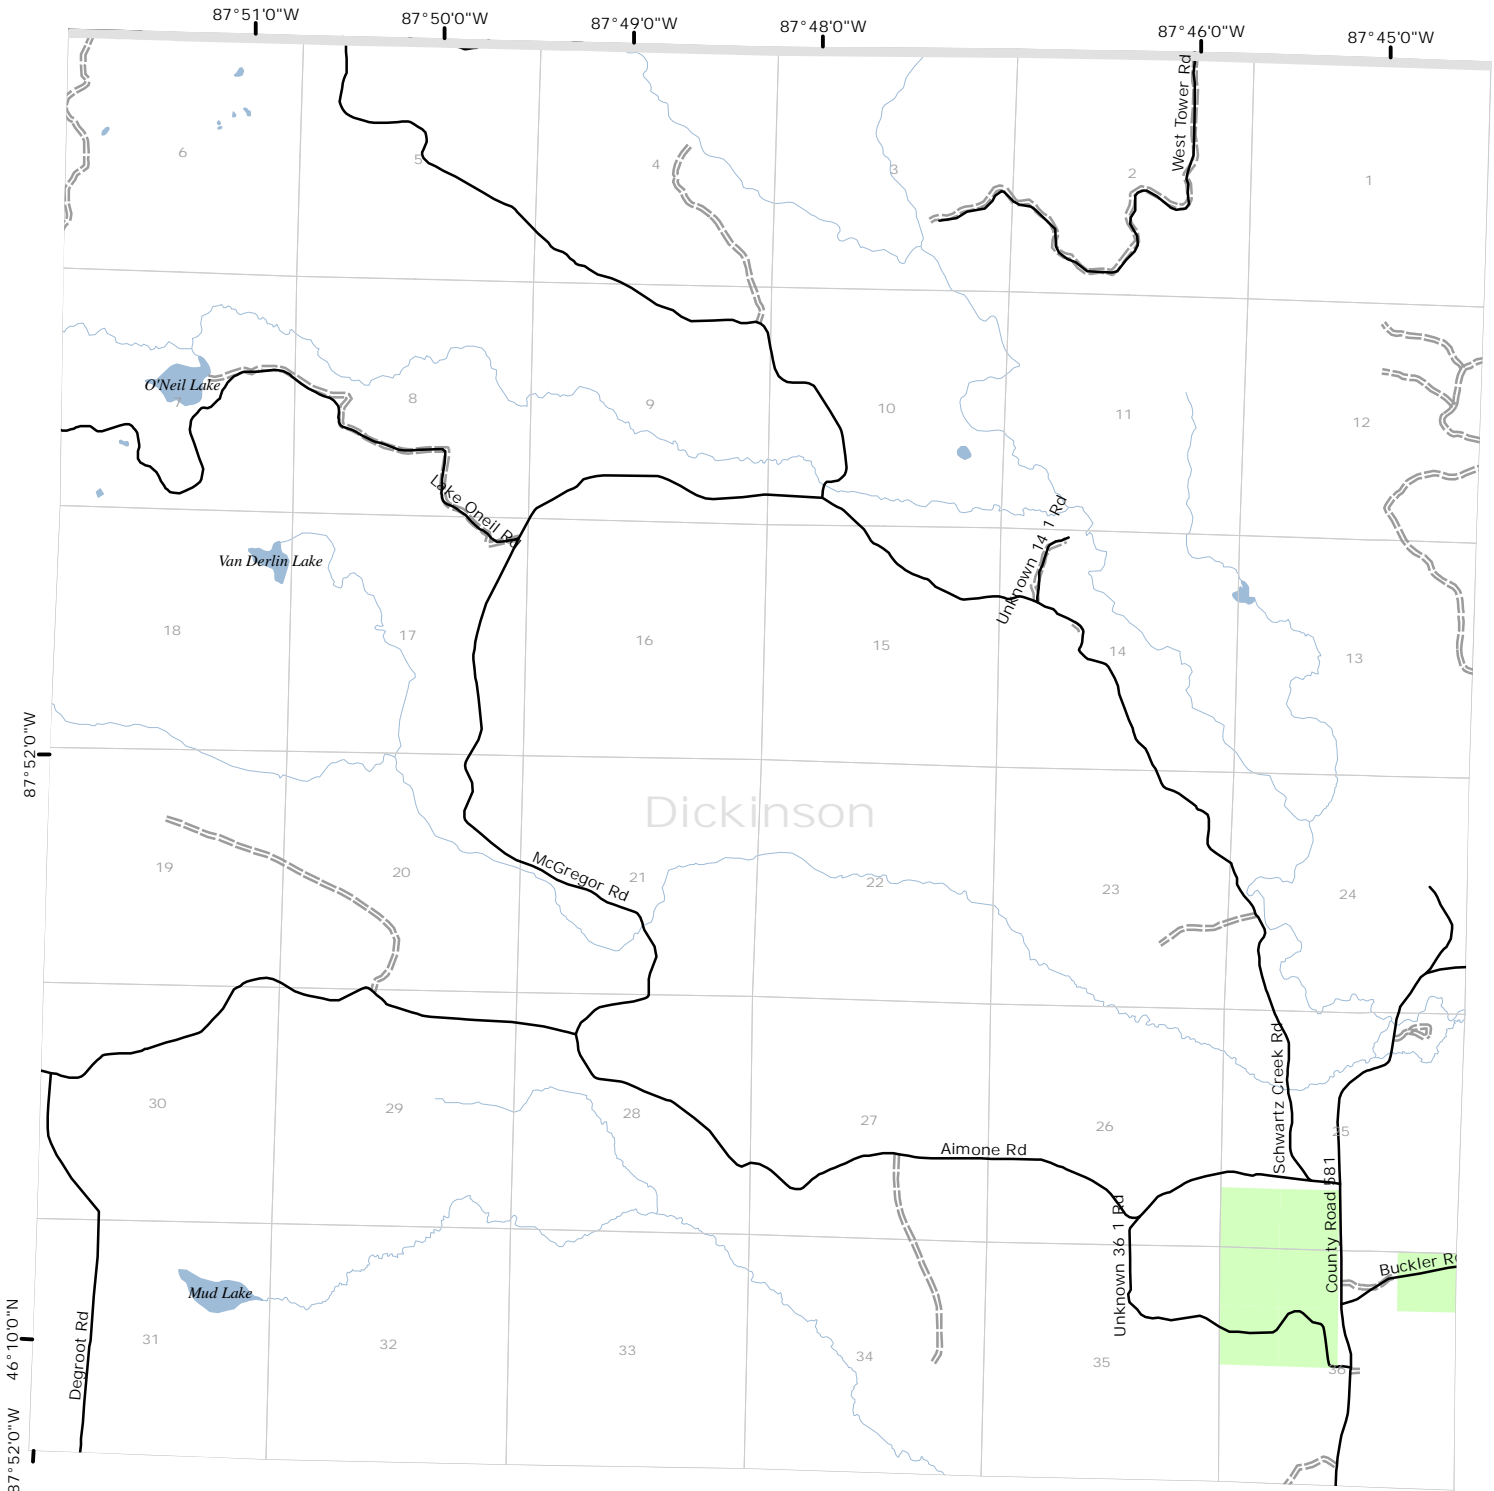 87°51'0"W
87°50'0"W
87°49'0"W
87°48'0"W
87°46'0"W
87°45'0"W
West Tower Rd
6
5
4
3
2
1
O'Neil Lake
7
8
9
10
11
12
Lake Oneil Rd
Unknown 14 1 Rd
Van Derlin Lake
18
17
16
15
14
13
87°52'0"W
Dickinson
19
20
McGregor Rd
21
22
23
24
Schwartz Creek Rd
30
29
28
27
26
25
Aimone Rd
Unknown 36 1 Rd
County Road 581
Buckler Rd
Mud Lake
Degroot Rd
46°10'0"N
31
32
33
34
35
36
87°52'0"W